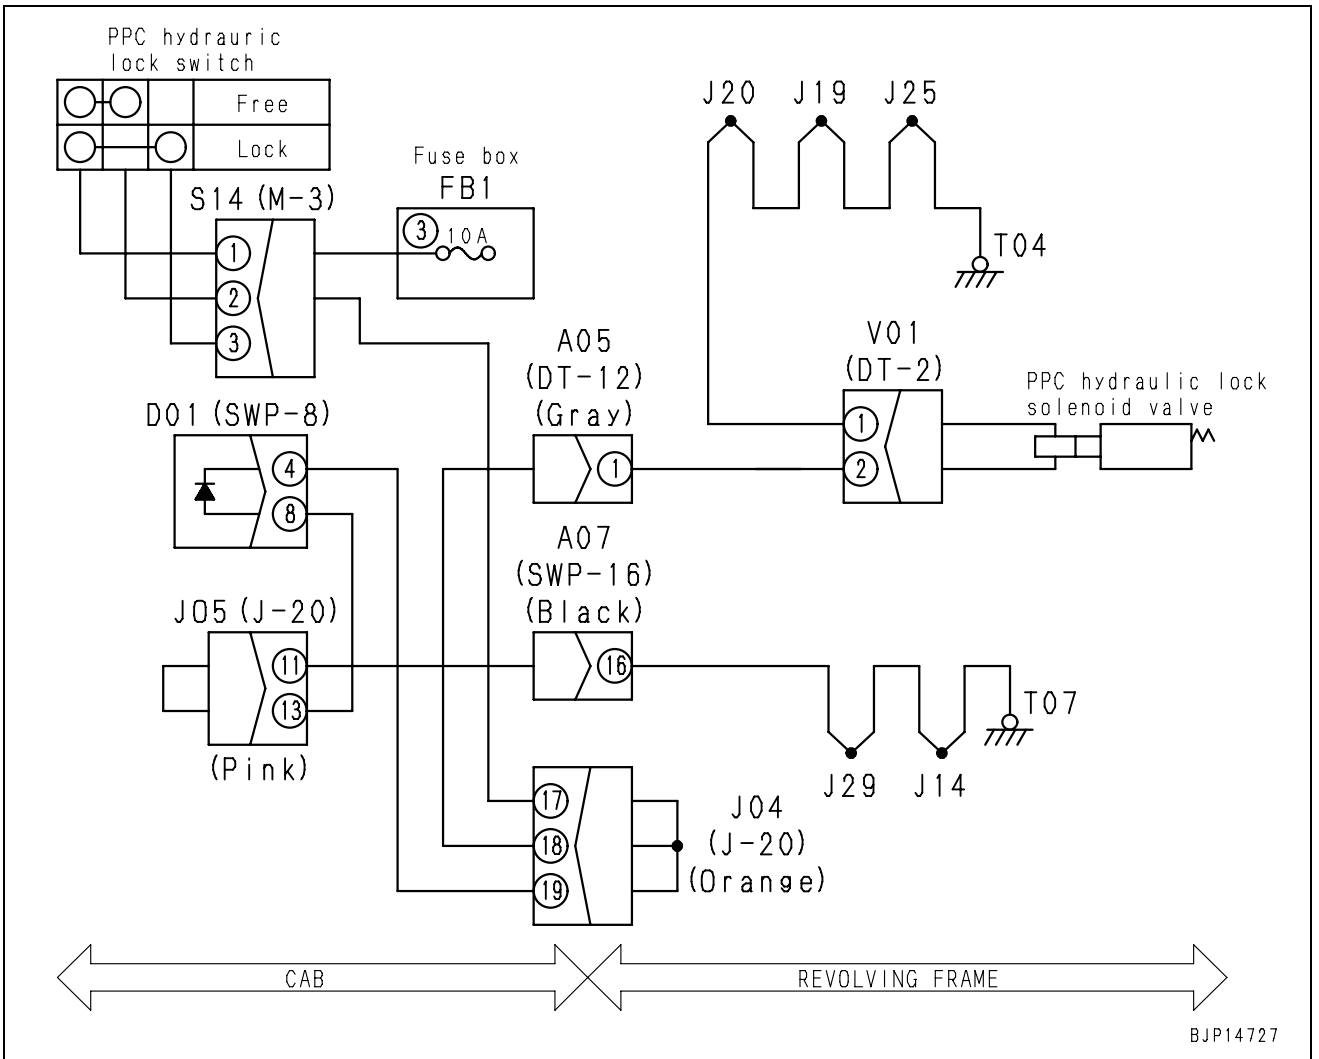 PPC hydrauric
lock switch
Free
Lock
S14 (M-3)
1
2
3
Fuse box
FB1
3
10A
J20
J19
J25
T04
A05
(DT-12)
(Gray)
1
V01
(DT-2)
1
2
PPC hydraulic lock
solenoid valve
D01 (SWP-8)
4
8
A07
(SWP-16)
(Black)
16
J05 (J-20)
11
13
(Pink)
T07
J29
J14
17
18
19
J04
(J-20)
(Orange)
CAB
REVOLVING FRAME
BJP14727